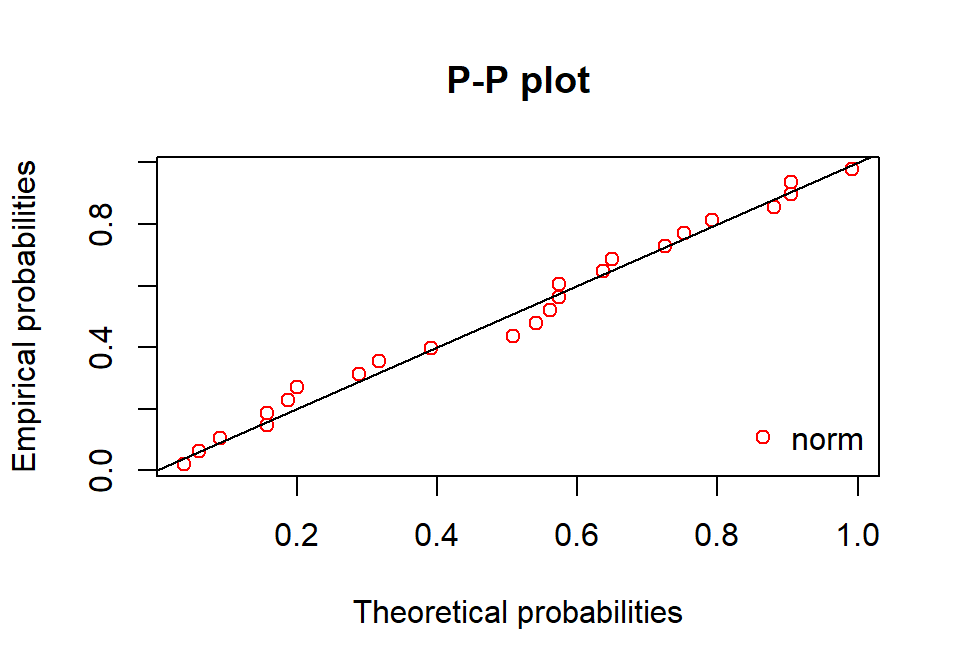 P-P plot
Empirical probabilities
0.8
0.4
0.0
norm
0.2 0.4 0.6 0.8 1.0
Theoretical probabilities